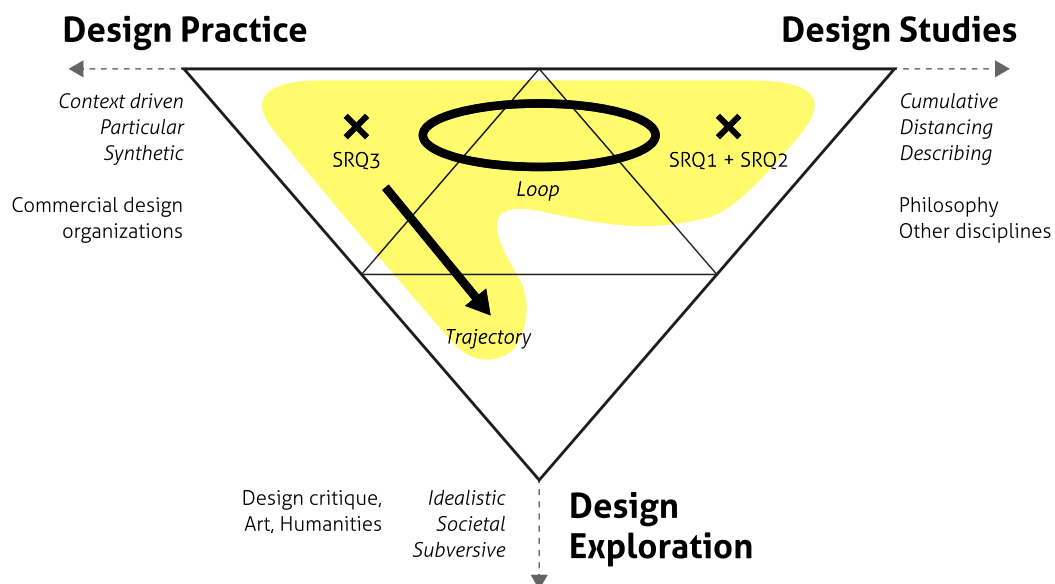 Design Practice
Design Studies
Context driven
Particular
Synthetic
Commercial design
organizations
SRQ3
Loop
SRQ1 + SRQ2
Trajectory
Cumulative
Distancing
Describing
Philosophy
Other disciplines
Design critique,
Art, Humanities
Idealistic
Societal
Subversive
Design
Exploration